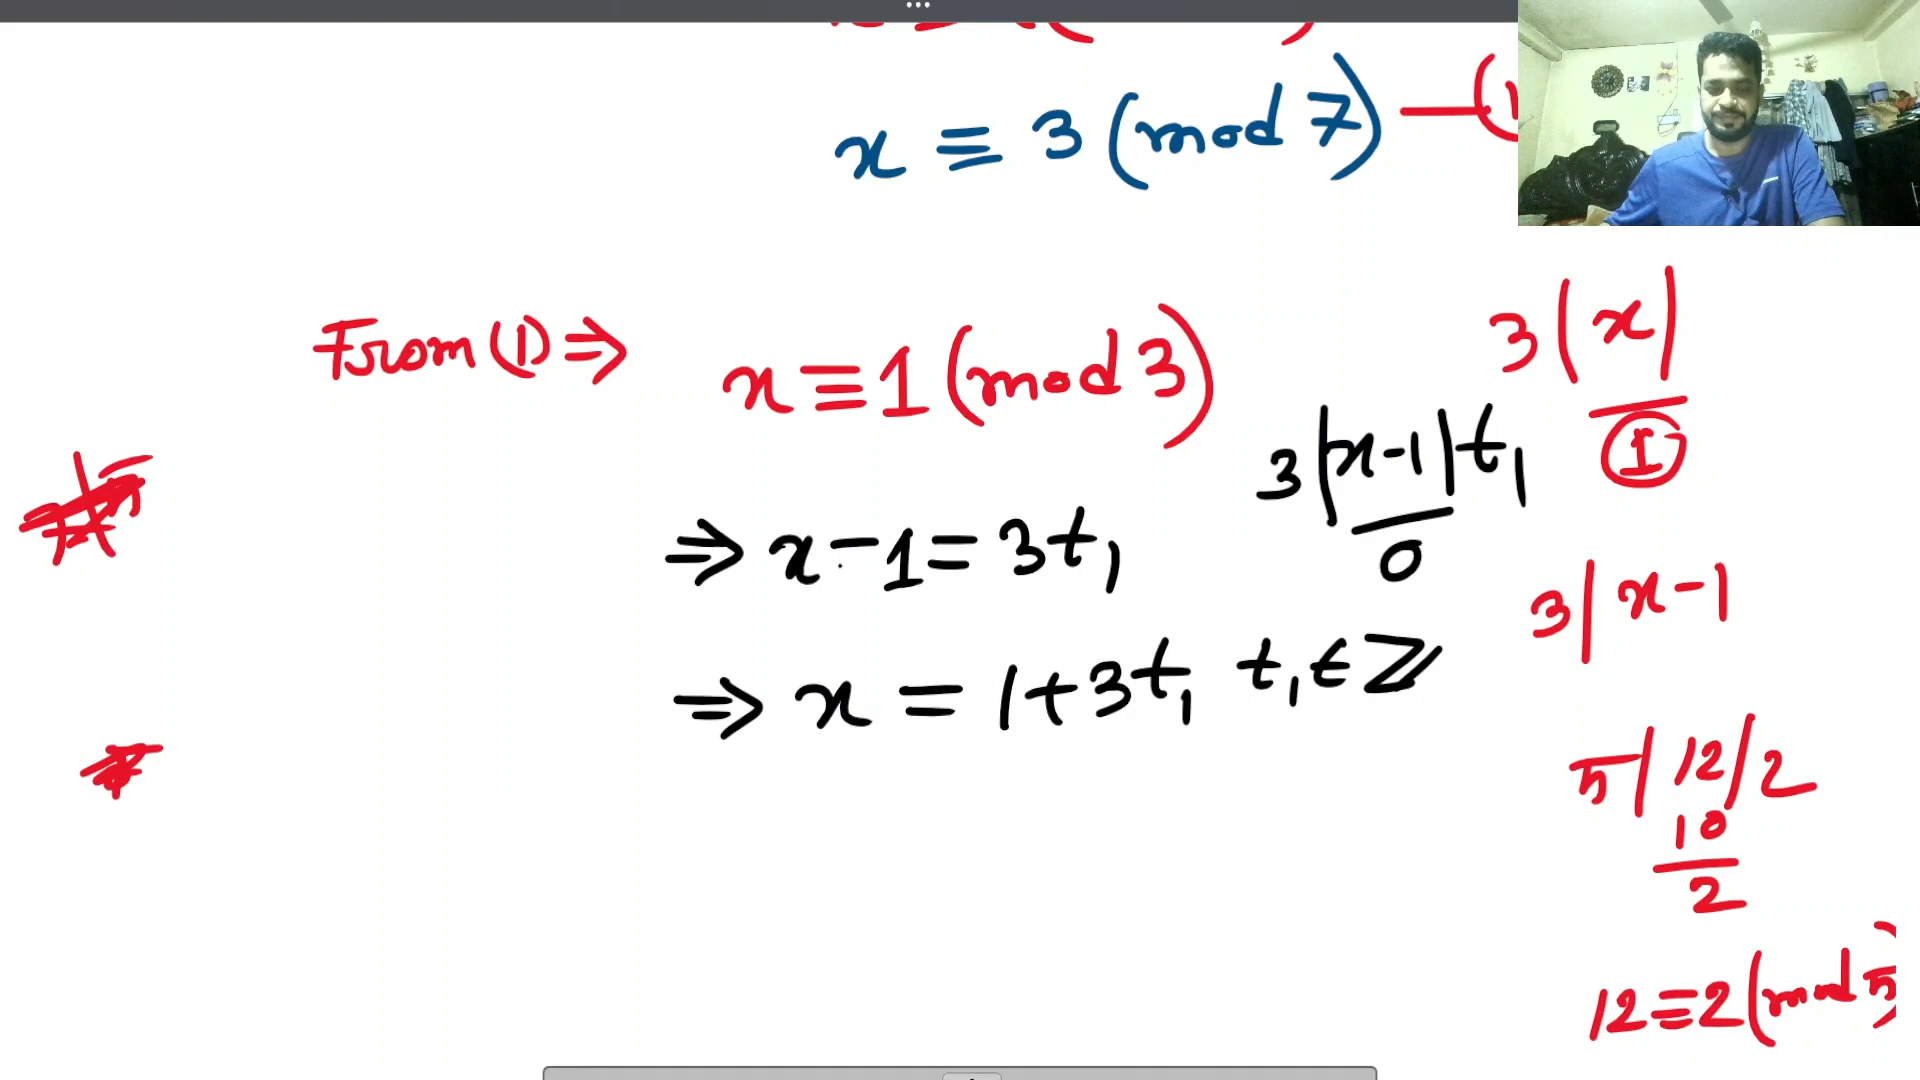 x ≡ 3 (mod 7) — (
From (1) ⇒ x ≡ 1 (mod 3)
⇒ x - 1 = 3t₁
⇒ x = 1 + 3t₁ t₁ ∈ ℤ
3 | x |
1
3 | x-1 | t₁
0
3 | x-1
5 | 12 | 2
10
2
12 ≡ 2 (mod 5)